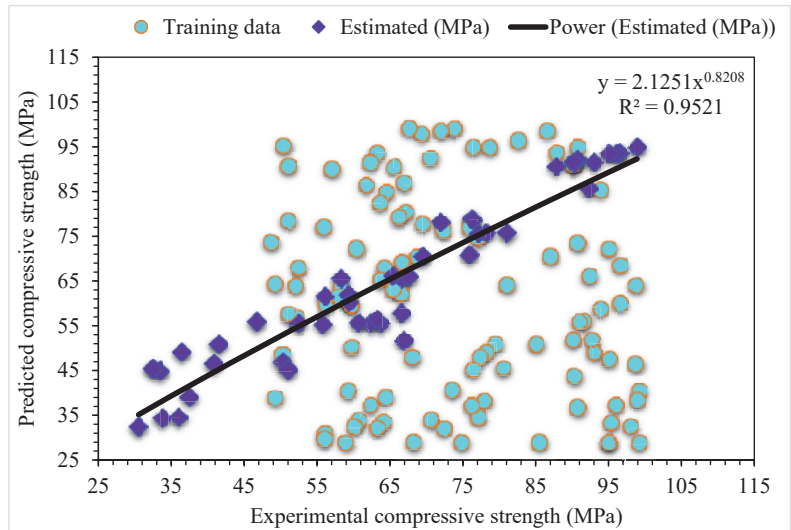 Training data Estimated (MPa) Power (Estimated (MPa))
y = 2.1251x^0.8208
R² = 0.9521
115
105
95
85
75
65
55
45
35
25
Predicted compressive strength (MPa)
25 35 45 55 65 75 85 95 105 115
Experimental compressive strength (MPa)